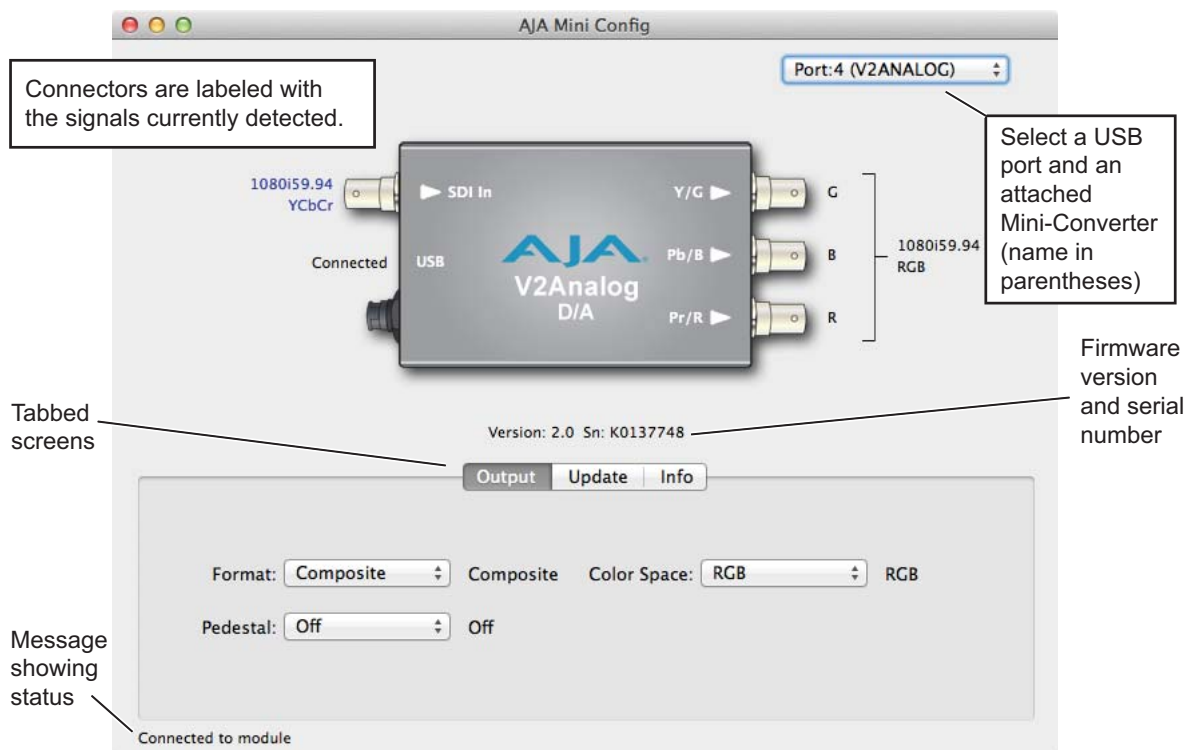 AJA Mini Config
Port:4 (V2ANALOG)
Connectors are labeled with
the signals currently detected.
Select a USB
port and an
attached
Mini-Converter
(name in
parentheses)
1080i59.94
YCbCr
SDI In
Y/G
G
Connected
USB
AJA
V2Analog
D/A
Pb/B
B
1080i59.94
RGB
Pr/R
R
Firmware
version
and serial
number
Tabbed
screens
Version: 2.0 Sn: K0137748
Output Update Info
Format: Composite Composite Color Space: RGB RGB
Pedestal: Off Off
Message
showing
status
Connected to module